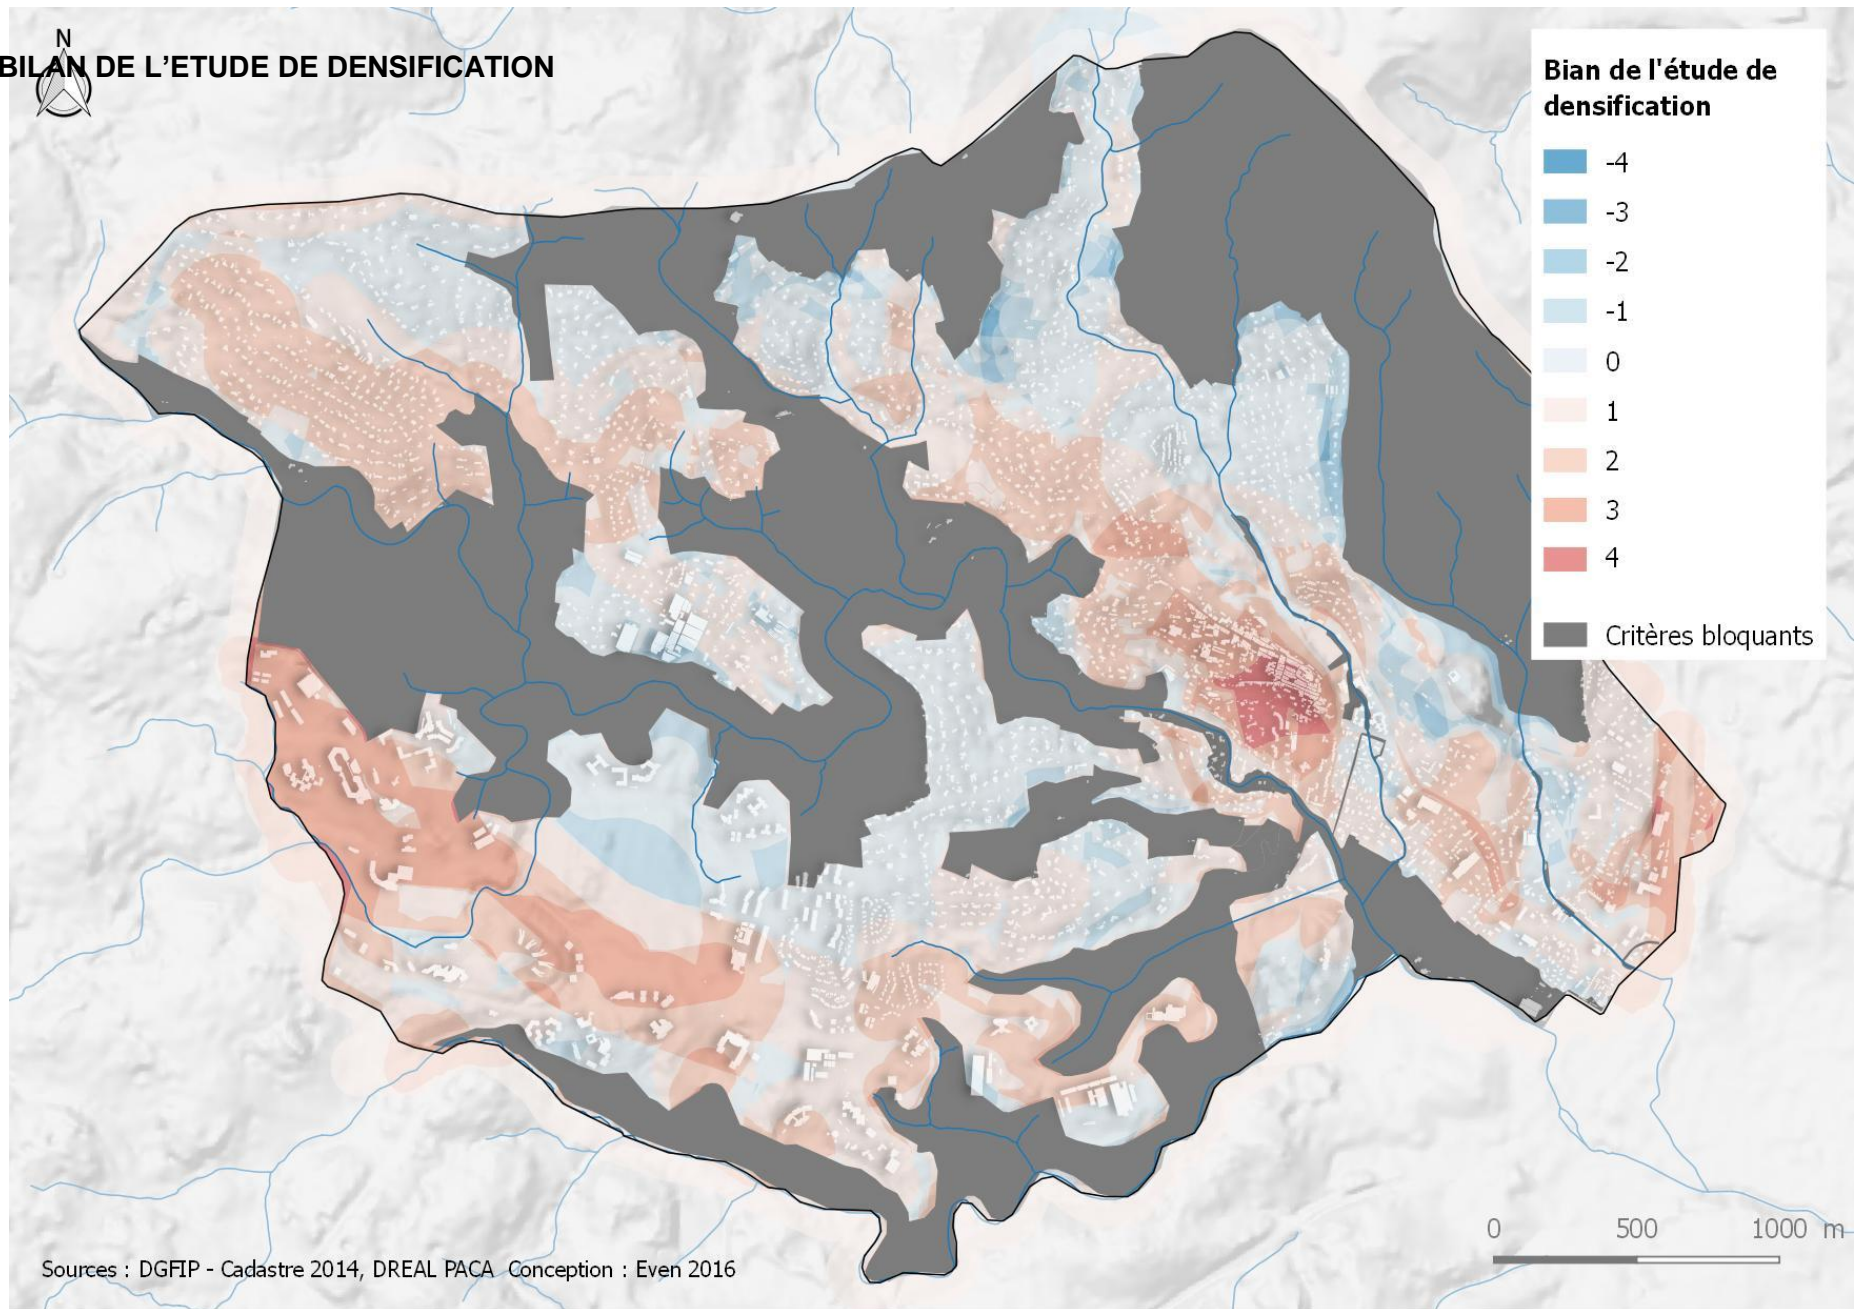 N
BILAN DE L'ETUDE DE DENSIFICATION
Bian de l'étude de
densification
-4
-3
-2
-1
0
1
2
3
4
Critères bloquants
0 500 1000 m
Sources : DGFIP - Cadastre 2014, DREAL PACA Conception : Even 2016